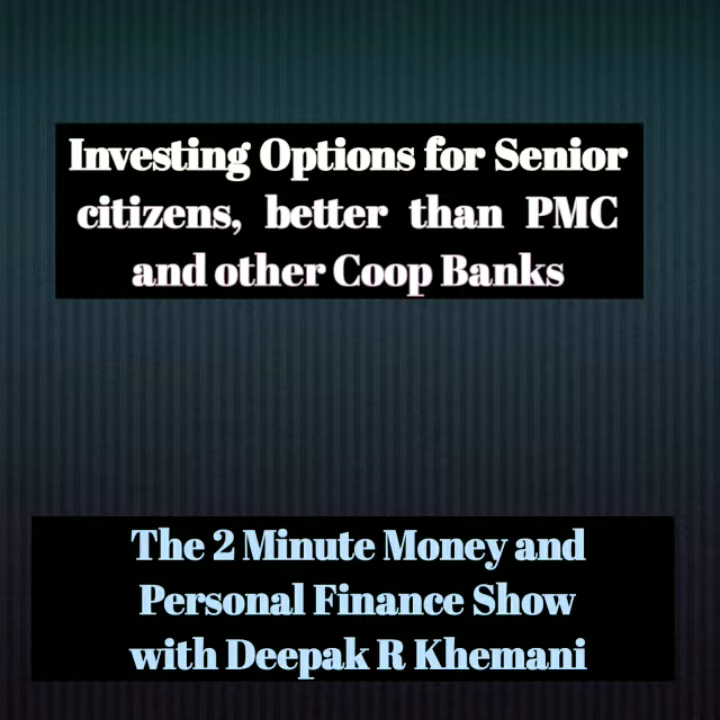 Investing Options for Senior
citizens, better than PMC
and other Coop Banks
The 2 Minute Money and
Personal Finance Show
with Deepak R Khemani